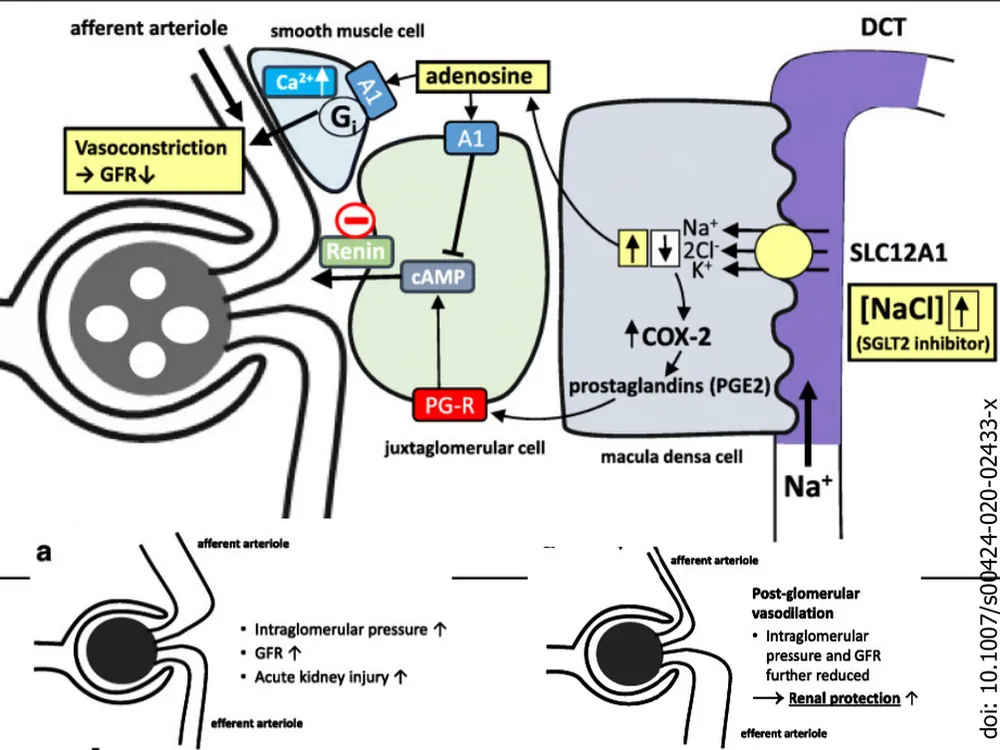 afferent arteriole
smooth muscle cell
DCT
Ca²⁺↑
A1
adenosine
Gᵢ
A1
Vasoconstriction
→ GFR↓
Renin
cAMP
↑ ↓
Na⁺
2Cl⁻
K⁺
SLC12A1
[NaCl] ↑
(SGLT2 inhibitor)
↑COX-2
prostaglandins (PGE2)
PG-R
juxtaglomerular cell
macula densa cell
Na⁺
doi: 10.1007/s00424-020-02433-x
a
afferent arteriole
• Intraglomerular pressure ↑
• GFR ↑
• Acute kidney injury ↑
efferent arteriole
afferent arteriole
Post-glomerular
vasodilation
• Intraglomerular
pressure and GFR
further reduced
→ Renal protection ↑
efferent arteriole